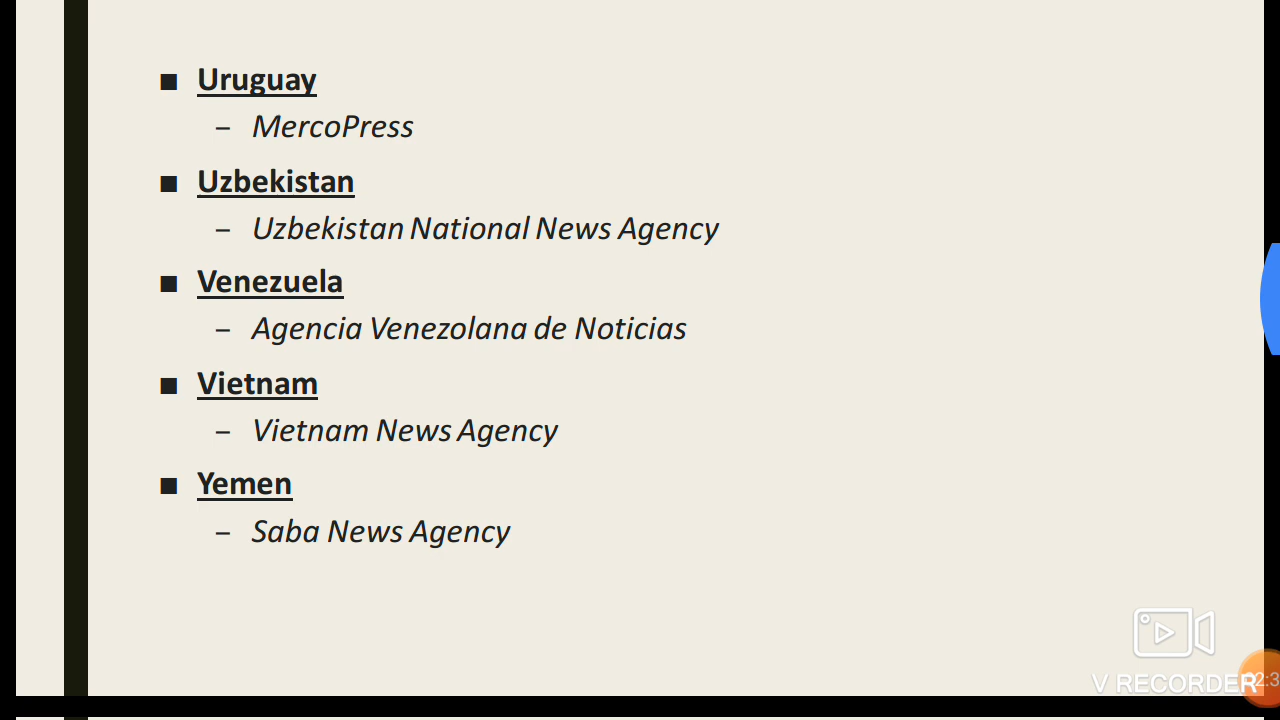 ■ Uruguay
– MercoPress
■ Uzbekistan
– Uzbekistan National News Agency
■ Venezuela
– Agencia Venezolana de Noticias
■ Vietnam
– Vietnam News Agency
■ Yemen
– Saba News Agency
V RECORDER